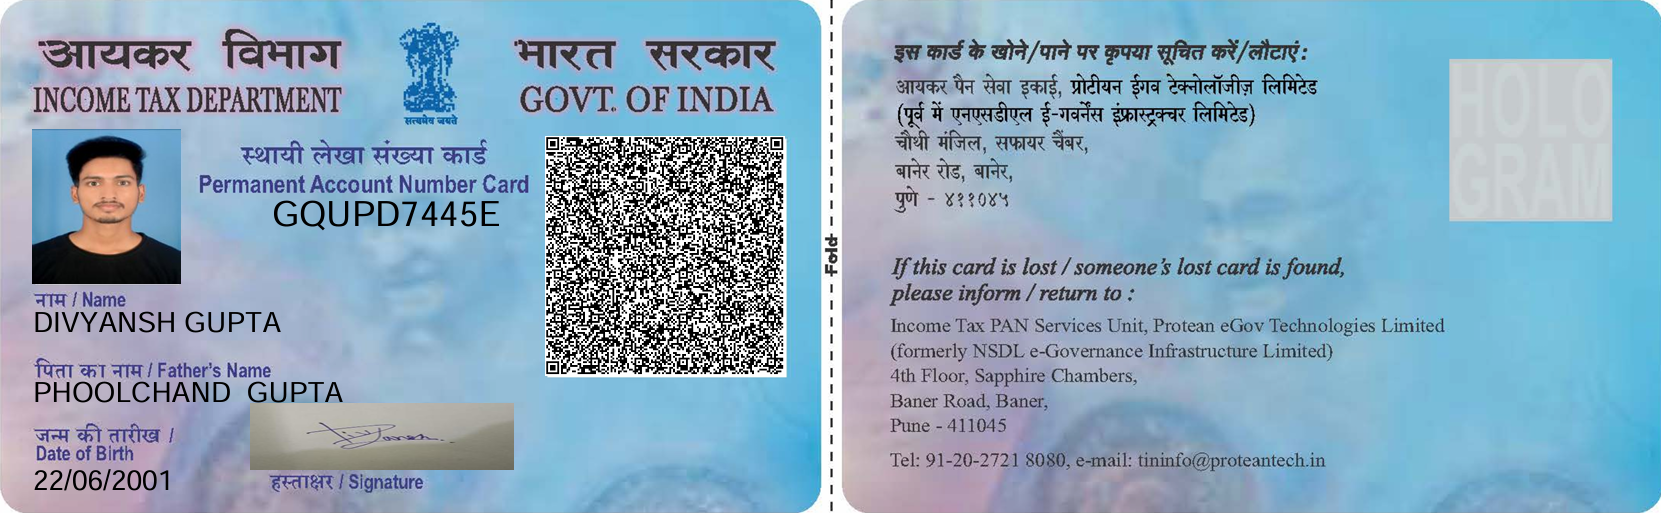 आयकर विभाग
INCOME TAX DEPARTMENT
सत्यमेव जयते
भारत सरकार
GOVT. OF INDIA
स्थायी लेखा संख्या कार्ड
Permanent Account Number Card
GQUPD7445E
नाम / Name
DIVYANSH GUPTA
पिता का नाम / Father's Name
PHOOLCHAND GUPTA
जन्म की तारीख /
Date of Birth
22/06/2001
Divyansh
हस्ताक्षर / Signature
Fold
इस कार्ड के खोने/पाने पर कृपया सूचित करें/लौटाएं :
आयकर पैन सेवा इकाई, प्रोटीयन ईगव टेक्नोलॉजीज़ लिमिटेड
(पूर्व में एनएसडीएल ई-गवर्नेंस इंफ्रास्ट्रक्चर लिमिटेड)
चौथी मंजिल, सफायर चैंबर,
बानेर रोड, बानेर,
पुणे - ४११०४५
HOLO
GRAM
If this card is lost / someone's lost card is found,
please inform / return to :
Income Tax PAN Services Unit, Protean eGov Technologies Limited
(formerly NSDL e-Governance Infrastructure Limited)
4th Floor, Sapphire Chambers,
Baner Road, Baner,
Pune - 411045
Tel: 91-20-2721 8080, e-mail: tininfo@proteantech.in